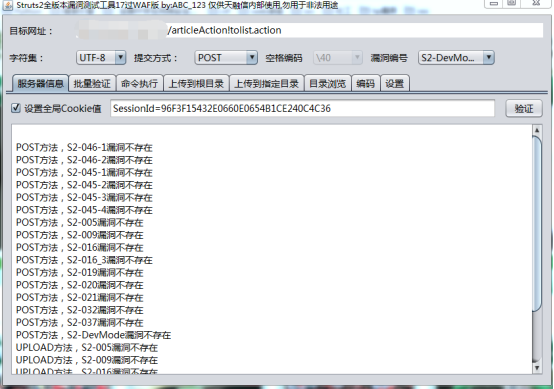 Struts2全版本漏洞测试工具17过WAF版 by:ABC_123 仅供天融信内部使用,勿用于非法用途
目标网址： /articleAction!tolist.action
字符集： UTF-8 提交方式： POST 空格编码 \40 漏洞编号 S2-DevMo...
服务器信息 批量验证 命令执行 上传到根目录 上传到指定目录 目录浏览 编码 设置
设置全局Cookie值 SessionId=96F3F15432E0660E0654B1CE240C4C36 验证
POST方法，S2-046-1漏洞不存在
POST方法，S2-046-2漏洞不存在
POST方法，S2-045-1漏洞不存在
POST方法，S2-045-2漏洞不存在
POST方法，S2-045-3漏洞不存在
POST方法，S2-045-4漏洞不存在
POST方法，S2-005漏洞不存在
POST方法，S2-009漏洞不存在
POST方法，S2-016漏洞不存在
POST方法，S2-016_3漏洞不存在
POST方法，S2-019漏洞不存在
POST方法，S2-020漏洞不存在
POST方法，S2-021漏洞不存在
POST方法，S2-032漏洞不存在
POST方法，S2-037漏洞不存在
POST方法，S2-DevMode漏洞不存在
UPLOAD方法，S2-005漏洞不存在
UPLOAD方法，S2-009漏洞不存在
UPLOAD方法，S2-016漏洞不存在